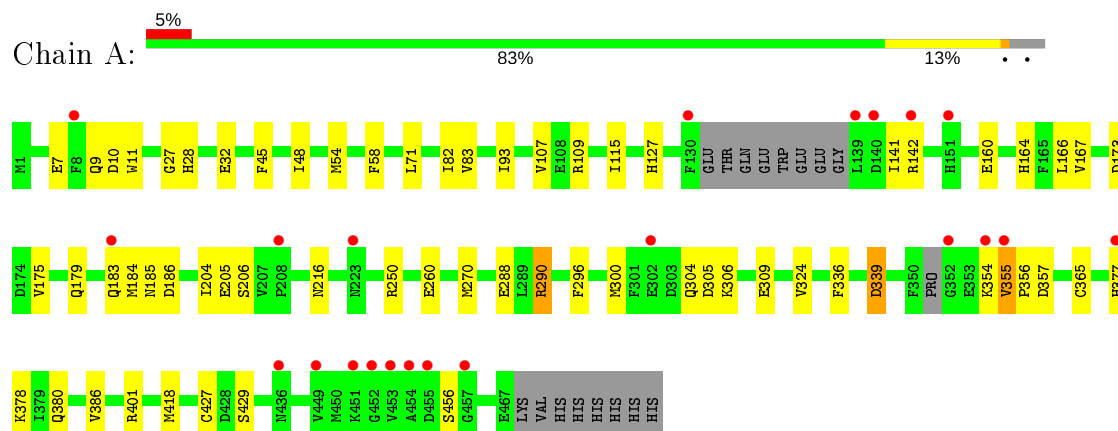 5%
Chain A:
83%
13%
M1 E7 F8 Q9 D10 W11 G27 H28 E32 F45 I48 M54 F58 L71 I82 V83 I93 V107 E108 R109 I115 H127 F130 GLU THR GLN GLU TRP GLU GLU GLY L139 D140 I141 R142 H151 E160 H164 F165 L166 V167 D173
D174 V175 Q179 Q183 M184 N185 D186 I204 E205 S206 V207 P208 N216 N223 R250 E260 M270 E288 L289 R290 F296 M300 F301 E302 D303 Q304 D305 K306 E309 V324 F336 D339 F350 PRO G352 E353 K354 V355 P356 D357 C365 H377
K378 I379 Q380 V386 R401 M418 C427 D428 S429 N436 V449 M450 K451 G452 V453 A454 D455 S456 G457 E467 LYS VAL HIS HIS HIS HIS HIS HIS